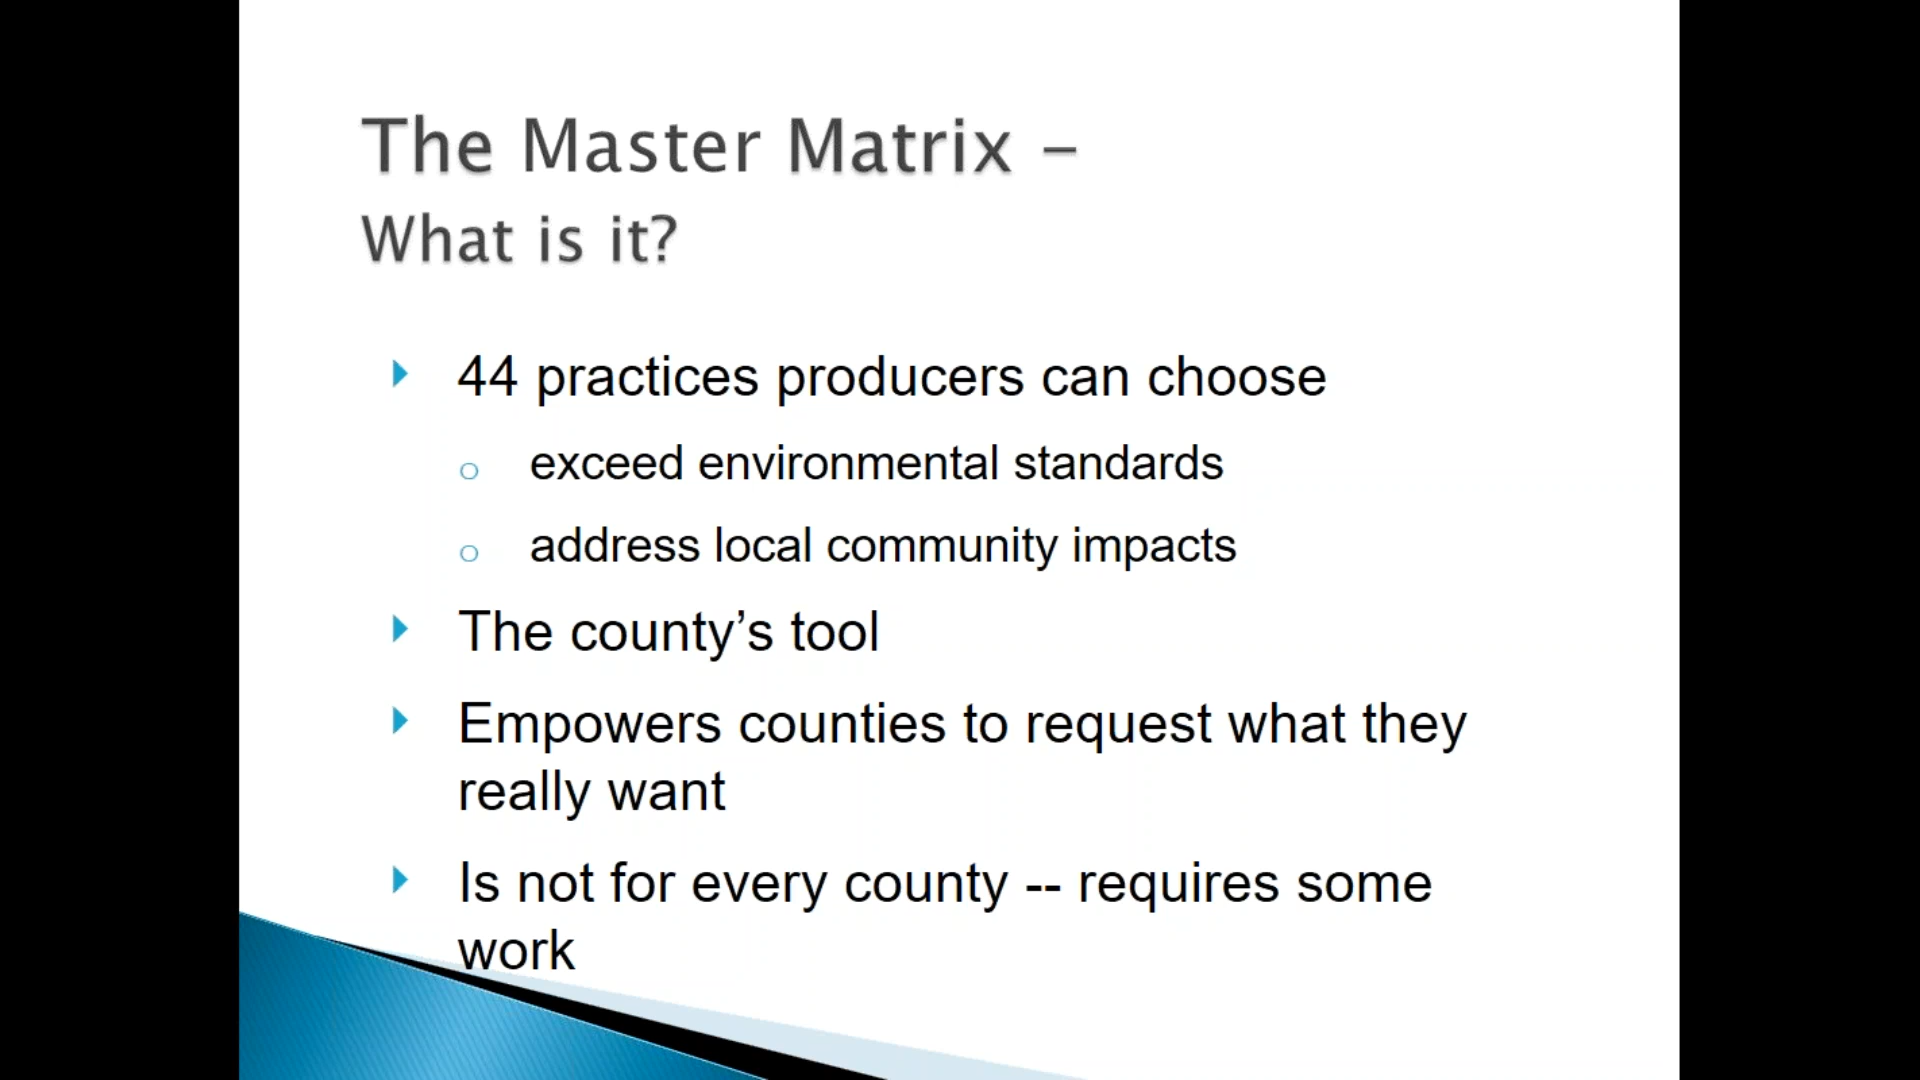 The Master Matrix –
What is it?
44 practices producers can choose
exceed environmental standards
address local community impacts
The county’s tool
Empowers counties to request what they
really want
Is not for every county -- requires some
work